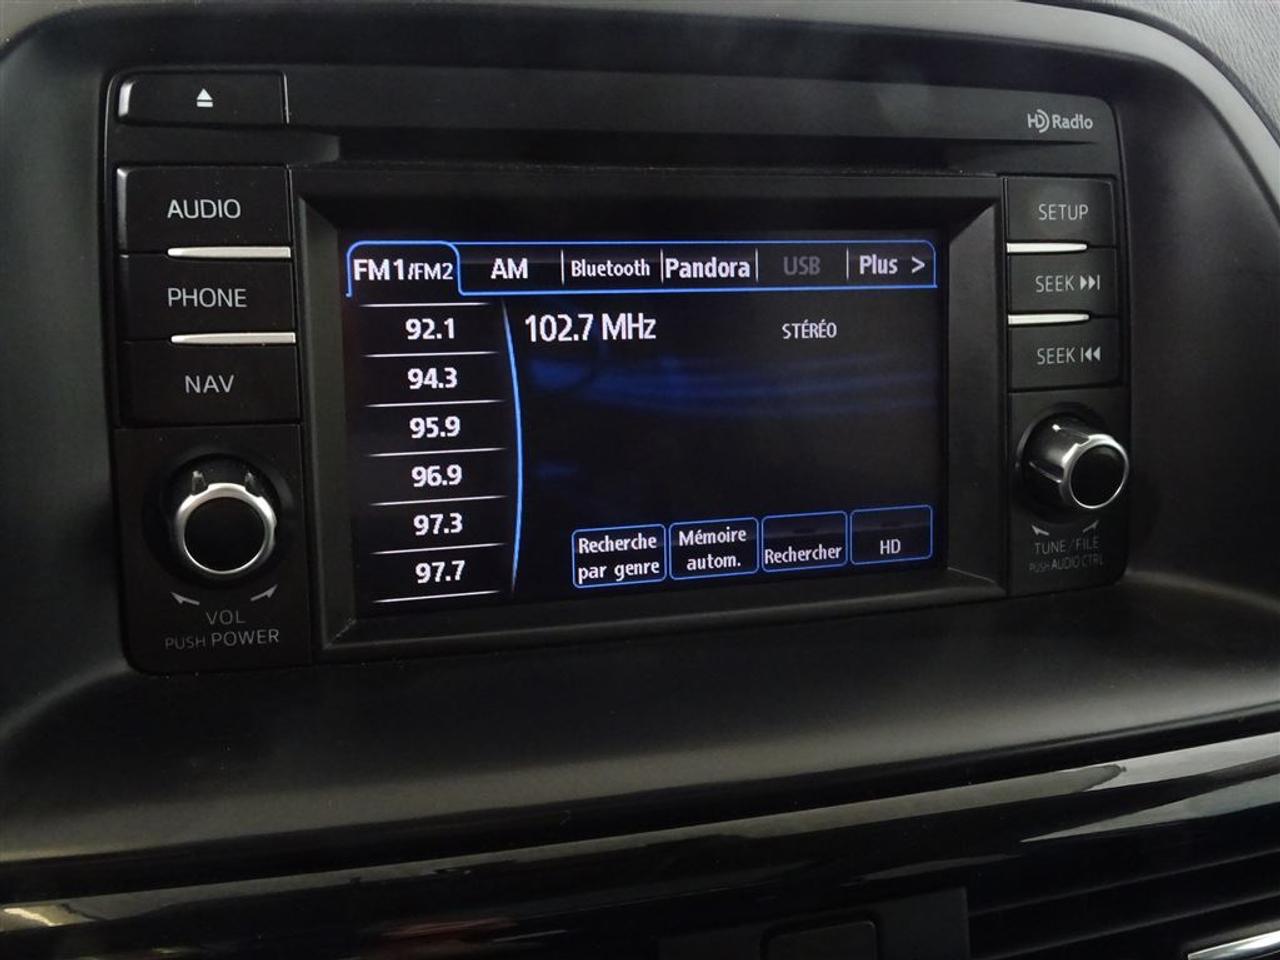 HD Radio
AUDIO
PHONE
NAV
VOL
PUSH POWER
FM1/FM2 AM Bluetooth Pandora USB Plus >
92.1
94.3
95.9
96.9
97.3
97.7
102.7 MHz STÉRÉO
Recherche
par genre
Mémoire
autom.
Rechercher
HD
SETUP
SEEK
SEEK
TUNE/FILE
PUSH AUDIO CTRL